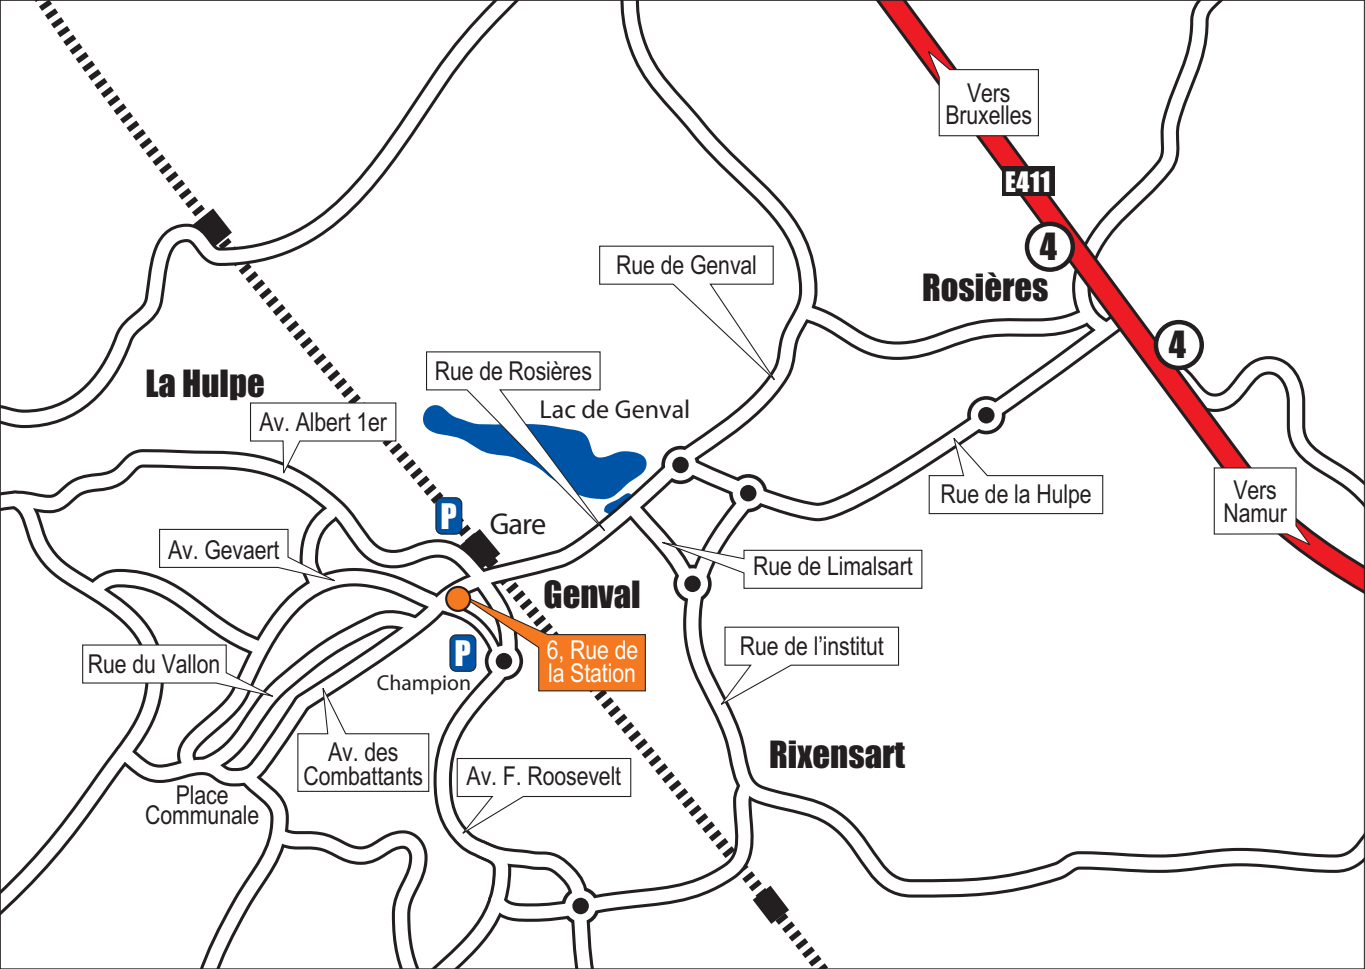 Vers
Bruxelles
E411
4
Rue de Genval
Rosières
4
Rue de Rosières
La Hulpe
Lac de Genval
Av. Albert 1er
Rue de la Hulpe
Vers
Namur
P
Gare
Av. Gevaert
Rue de Limalsart
Genval
6, Rue de
la Station
P
Rue de l'institut
Rue du Vallon
Champion
Av. des
Combattants
Rixensart
Av. F. Roosevelt
Place
Communale